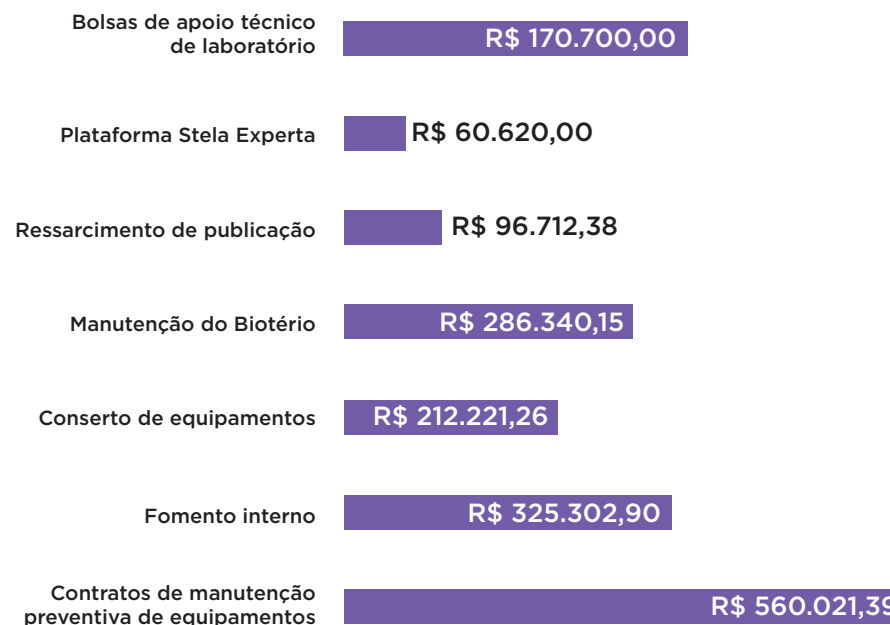 Bolsas de apoio técnico
de laboratório
R$ 170.700,00
Plataforma Stela Experta
R$ 60.620,00
Ressarcimento de publicação
R$ 96.712,38
Manutenção do Biotério
R$ 286.340,15
Conserto de equipamentos
R$ 212.221,26
Fomento interno
R$ 325.302,90
Contratos de manutenção
preventiva de equipamentos
R$ 560.021,39